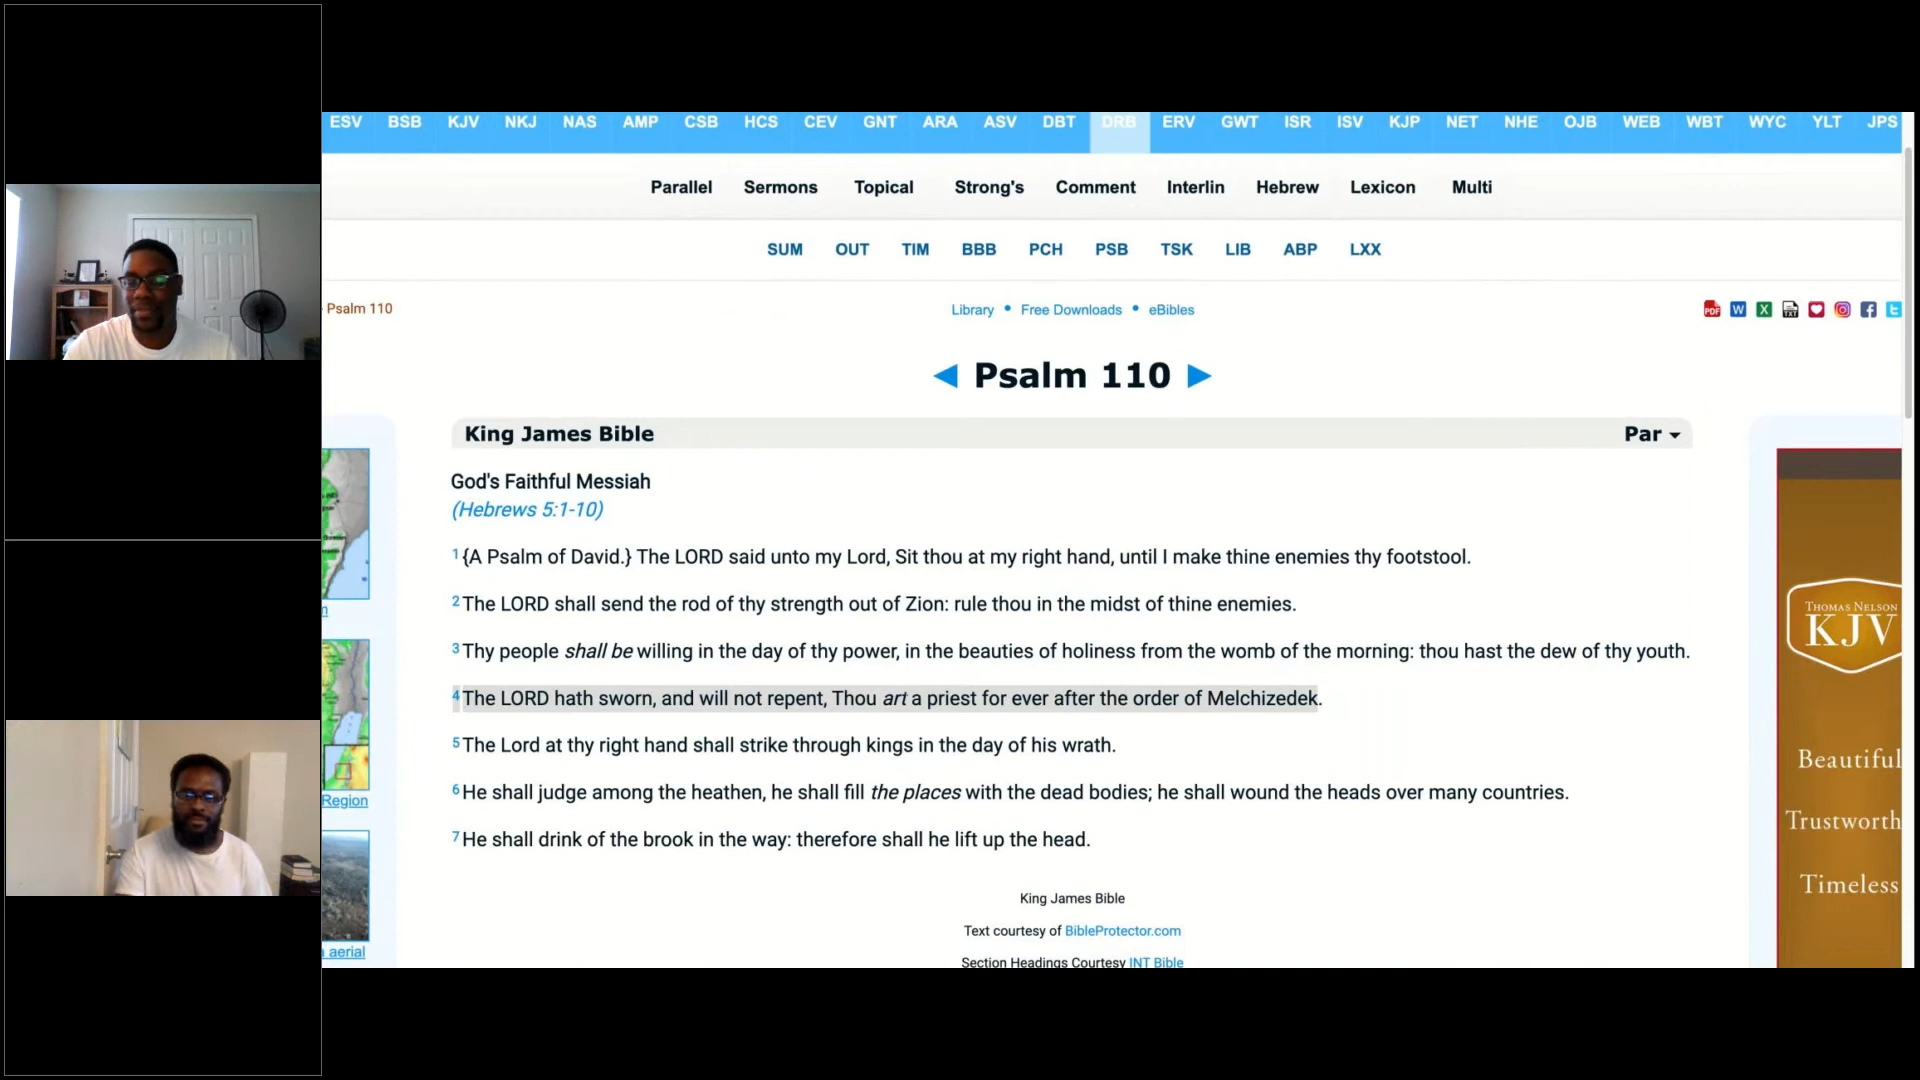 ESV BSB KJV NKJ NAS AMP CSB HCS CEV GNT ARA ASV DBT DRB ERV GWT ISR ISV KJP NET NHE OJB WEB WBT WYC YLT JPS
Parallel Sermons Topical Strong's Comment Interlin Hebrew Lexicon Multi
SUM OUT TIM BBB PCH PSB TSK LIB ABP LXX
Psalm 110
Library • Free Downloads • eBibles
◄ Psalm 110 ►
King James Bible Par
God's Faithful Messiah
(Hebrews 5:1-10)
1 {A Psalm of David.} The LORD said unto my Lord, Sit thou at my right hand, until I make thine enemies thy footstool.
2 The LORD shall send the rod of thy strength out of Zion: rule thou in the midst of thine enemies.
3 Thy people shall be willing in the day of thy power, in the beauties of holiness from the womb of the morning: thou hast the dew of thy youth.
4 The LORD hath sworn, and will not repent, Thou art a priest for ever after the order of Melchizedek.
5 The Lord at thy right hand shall strike through kings in the day of his wrath.
6 He shall judge among the heathen, he shall fill the places with the dead bodies; he shall wound the heads over many countries.
7 He shall drink of the brook in the way: therefore shall he lift up the head.
King James Bible
Text courtesy of BibleProtector.com
Section Headings Courtesy INT Bible
Region
aerial
THOMAS NELSON
KJV
Beautiful
Trustworth
Timeless